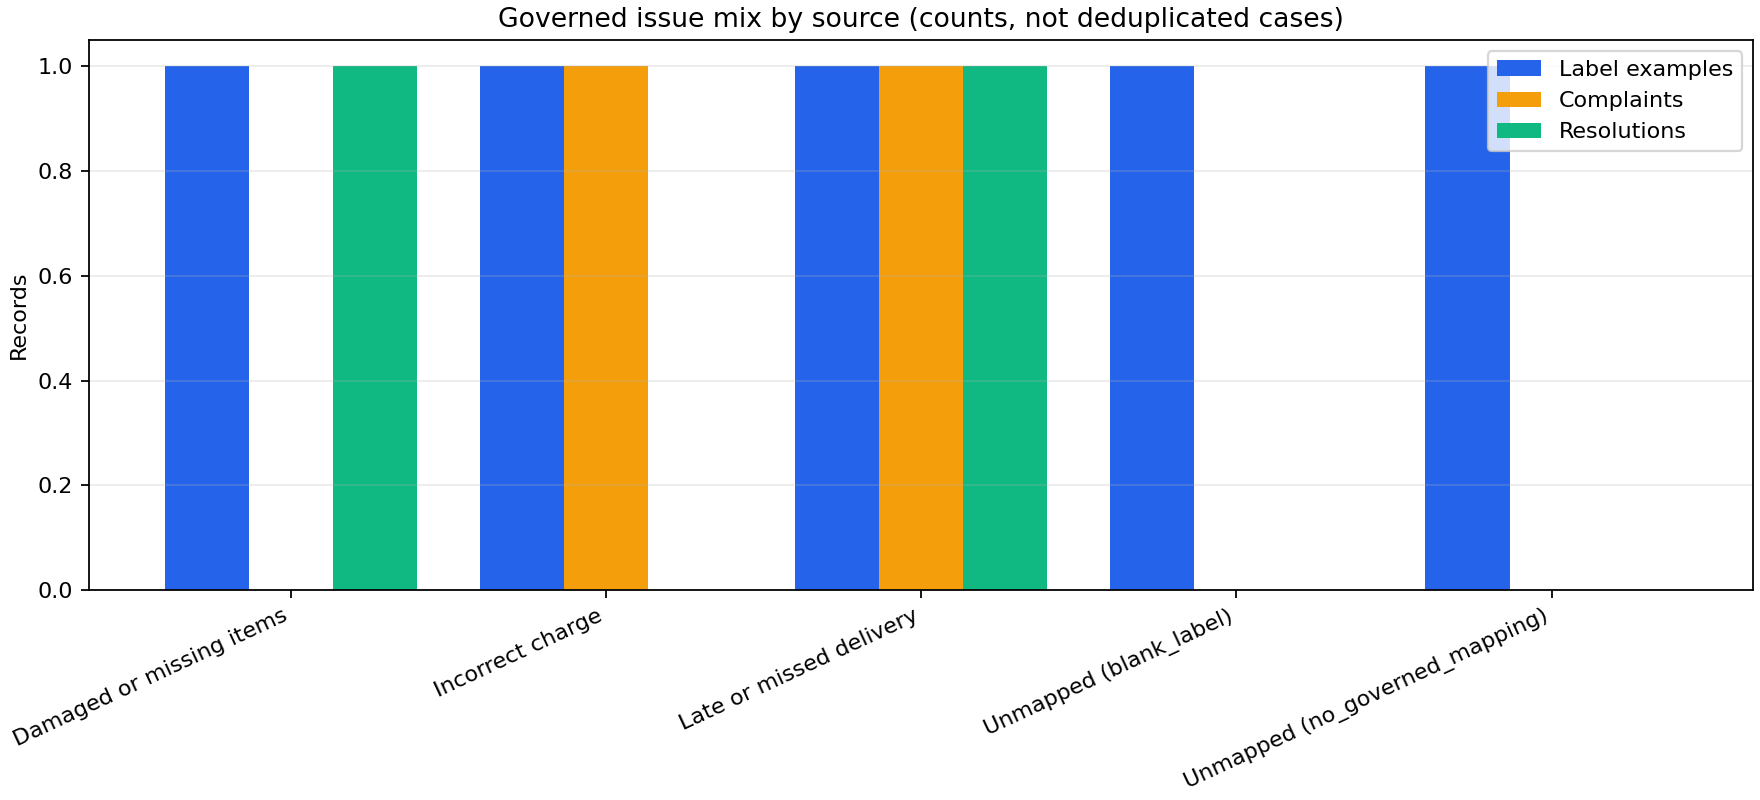 Governed issue mix by source (counts, not deduplicated cases)
Label examples
Complaints
Resolutions
Records
1.0
0.8
0.6
0.4
0.2
0.0
Damaged or missing items
Incorrect charge
Late or missed delivery
Unmapped (blank_label)
Unmapped (no_governed_mapping)